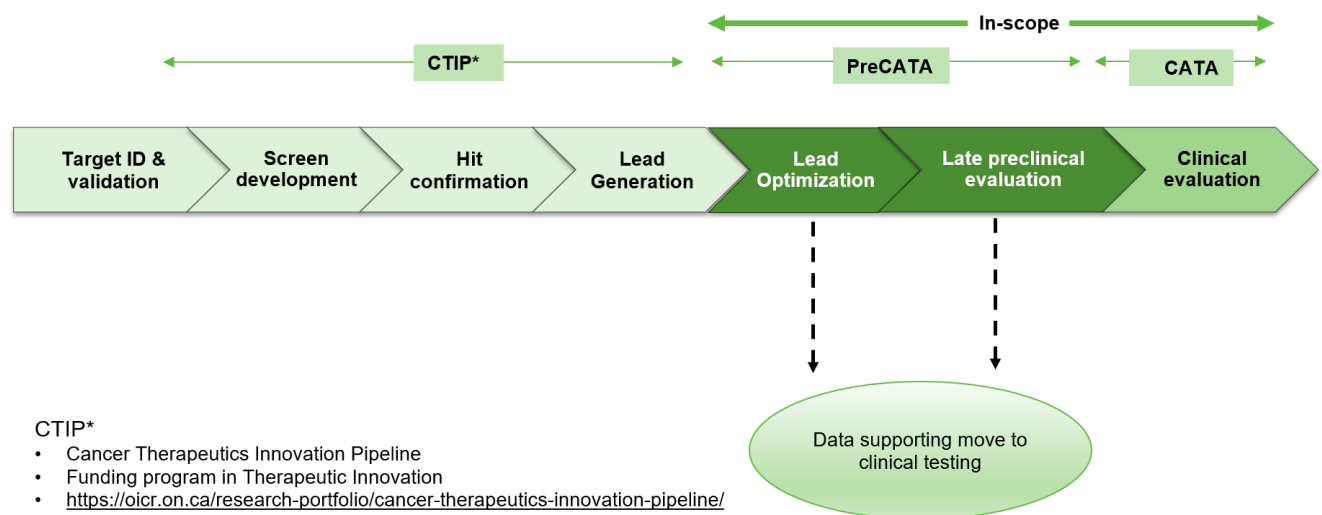 In-scope
CTIP*
PreCATA
CATA
Target ID &
validation
Screen
development
Hit
confirmation
Lead
Generation
Lead
Optimization
Late preclinical
evaluation
Clinical
evaluation
Data supporting move to
clinical testing
CTIP*
• Cancer Therapeutics Innovation Pipeline
• Funding program in Therapeutic Innovation
• https://oicr.on.ca/research-portfolio/cancer-therapeutics-innovation-pipeline/